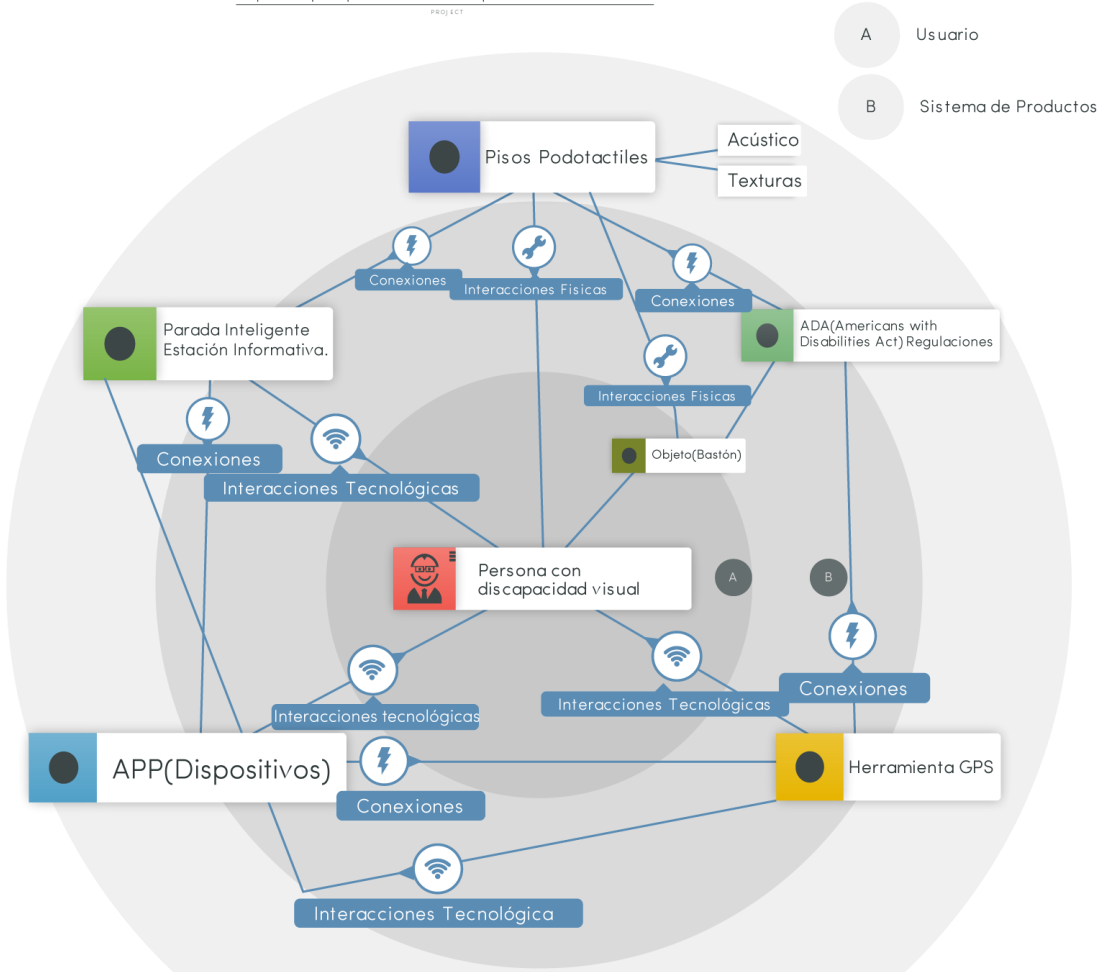 PROJECT
A
Usuario
B
Sistema de Productos
Pisos Podotactiles
Acústico
Texturas
Conexiones
Interacciones Fisicas
Conexiones
Parada Inteligente
Estación Informativa.
ADA(Americans with
Disabilities Act) Regulaciones
Interacciones Fisicas
Conexiones
Interacciones Tecnológicas
Objeto(Bastón)
Persona con
discapacidad visual
A
B
Conexiones
Interacciones tecnológicas
Interacciones Tecnológicas
APP(Dispositivos)
Conexiones
Herramienta GPS
Interacciones Tecnológica